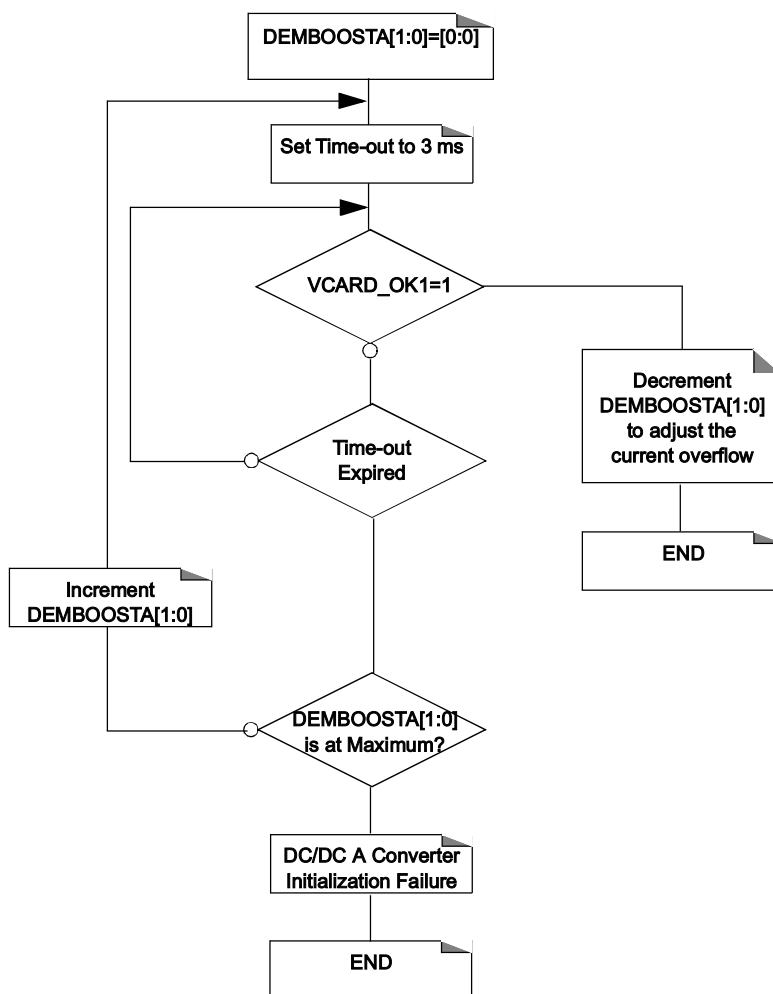 DEMBOOSTA[1:0]=[0:0]
Set Time-out to 3 ms
VCARD_OK1=1
Decrement
DEMBOOSTA[1:0]
to adjust the
current overflow
Time-out
Expired
END
Increment
DEMBOOSTA[1:0]
DEMBOOSTA[1:0]
is at Maximum?
DC/DC A Converter
Initialization Failure
END